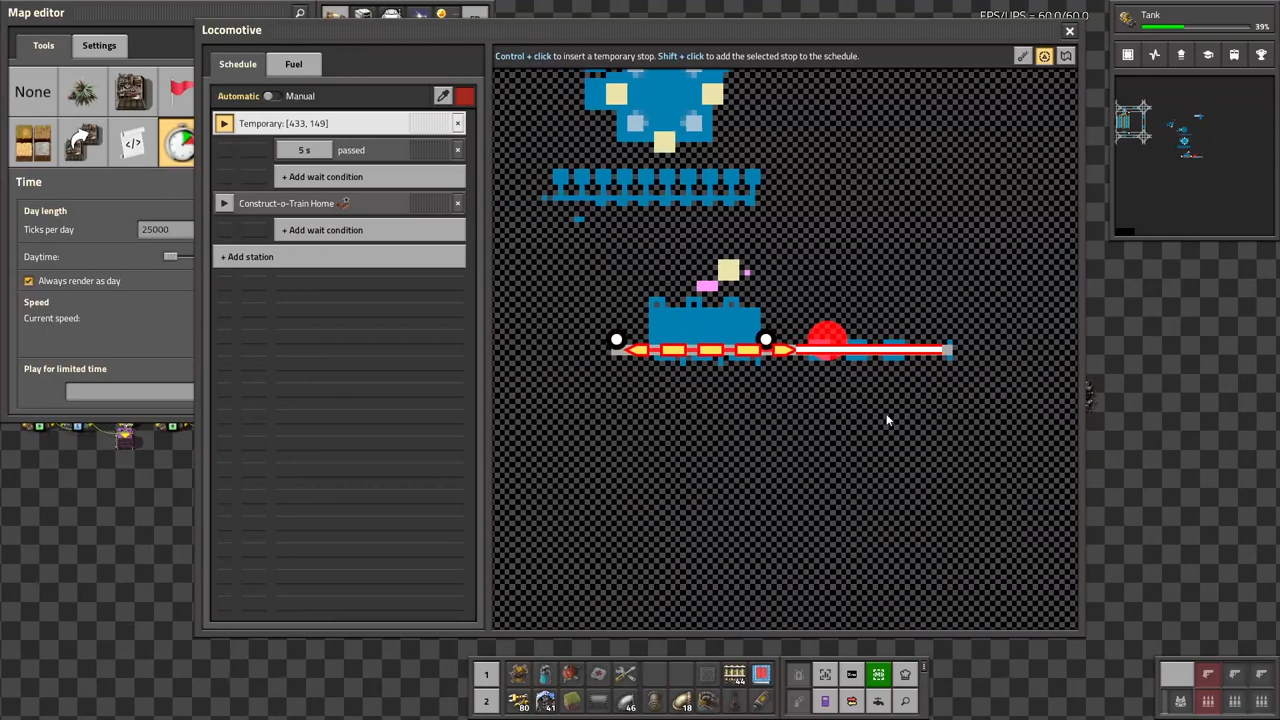 Map editor
Tools
Settings
None
Time
Day length
Ticks per day
25000
Daytime:
Always render as day
Speed
Current speed:
Play for limited time
Locomotive
Schedule
Fuel
Automatic
Manual
Temporary: [433, 149]
5 s
passed
+ Add wait condition
Construct-o-Train Home
+ Add wait condition
+ Add station
Control + click to insert a temporary stop. Shift + click to add the selected stop to the schedule.
FPS/UPS = 60.0/60.0
Tank
39%
1
44
2
80
41
46
18